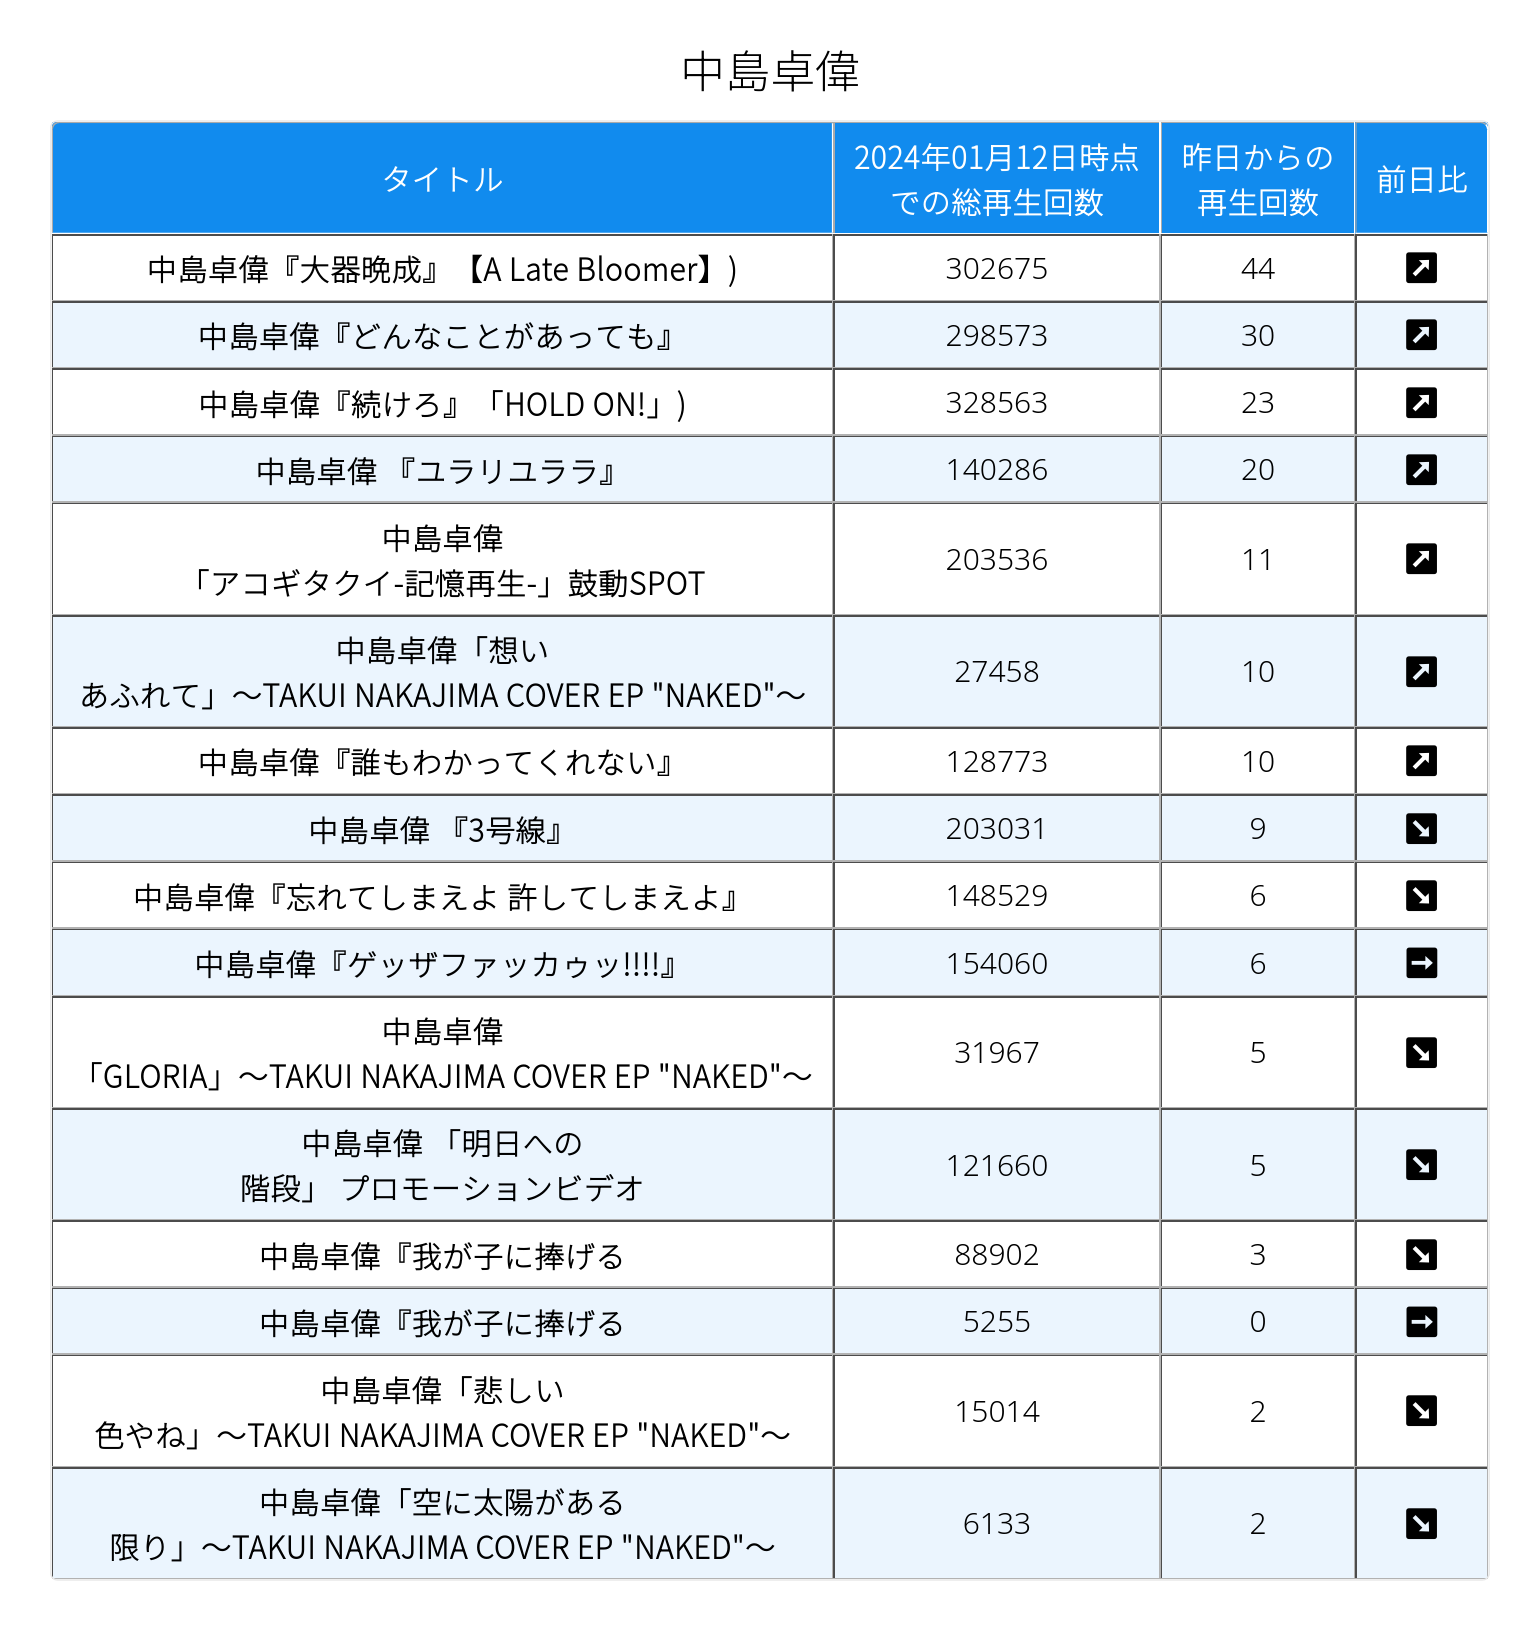 中島卓偉
タイトル
2024年01月12日時点
での総再生回数
昨日からの
再生回数
前日比
中島卓偉『大器晩成』【A Late Bloomer】) 302675 44 ↗
中島卓偉『どんなことがあっても』 298573 30 ↗
中島卓偉『続けろ』「HOLD ON!」) 328563 23 ↗
中島卓偉 『ユラリユララ』 140286 20 ↗
中島卓偉
「アコギタクイ-記憶再生-」鼓動SPOT 203536 11 ↗
中島卓偉「想い
あふれて」〜TAKUI NAKAJIMA COVER EP "NAKED"〜 27458 10 ↗
中島卓偉『誰もわかってくれない』 128773 10 ↗
中島卓偉 『3号線』 203031 9 ↘
中島卓偉『忘れてしまえよ 許してしまえよ』 148529 6 ↘
中島卓偉『ゲッザファッカゥッ!!!!』 154060 6 →
中島卓偉
「GLORIA」〜TAKUI NAKAJIMA COVER EP "NAKED"〜 31967 5 ↘
中島卓偉 「明日への
階段」 プロモーションビデオ 121660 5 ↘
中島卓偉『我が子に捧げる 88902 3 ↘
中島卓偉『我が子に捧げる 5255 0 →
中島卓偉「悲しい
色やね」〜TAKUI NAKAJIMA COVER EP "NAKED"〜 15014 2 ↘
中島卓偉「空に太陽がある
限り」〜TAKUI NAKAJIMA COVER EP "NAKED"〜 6133 2 ↘